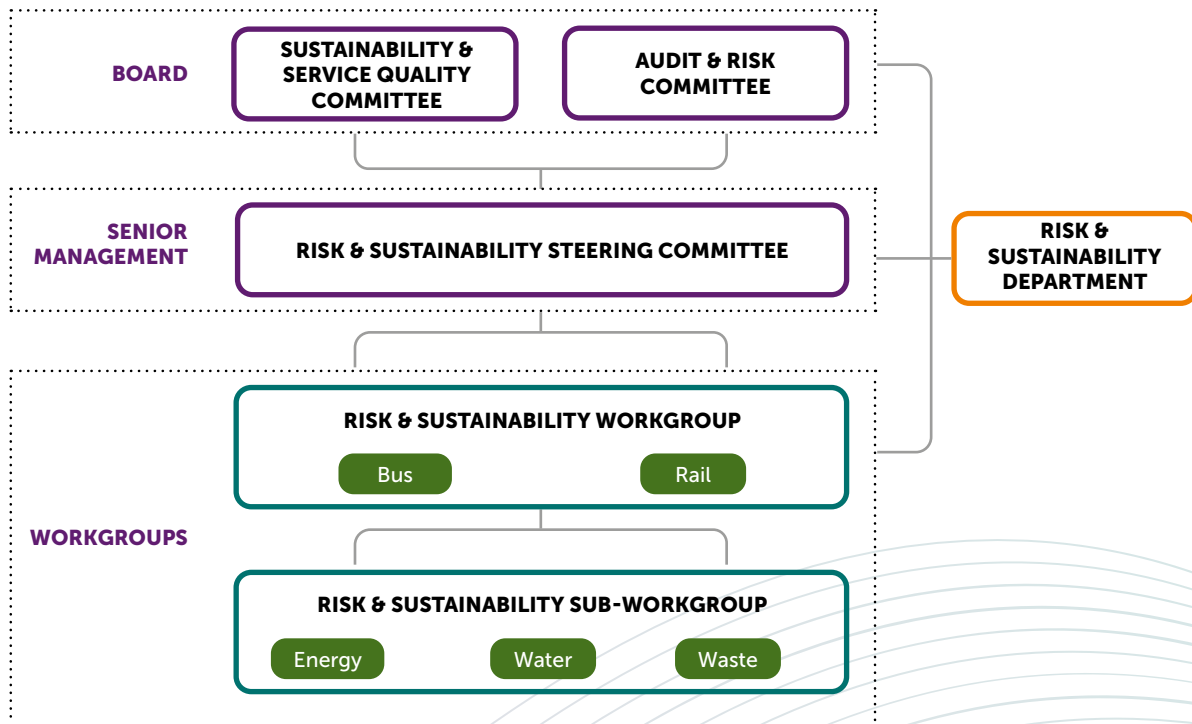 BOARD
SUSTAINABILITY &
SERVICE QUALITY
COMMITTEE
AUDIT & RISK
COMMITTEE
SENIOR
MANAGEMENT
RISK & SUSTAINABILITY STEERING COMMITTEE
RISK &
SUSTAINABILITY
DEPARTMENT
WORKGROUPS
RISK & SUSTAINABILITY WORKGROUP
Bus
Rail
RISK & SUSTAINABILITY SUB-WORKGROUP
Energy
Water
Waste